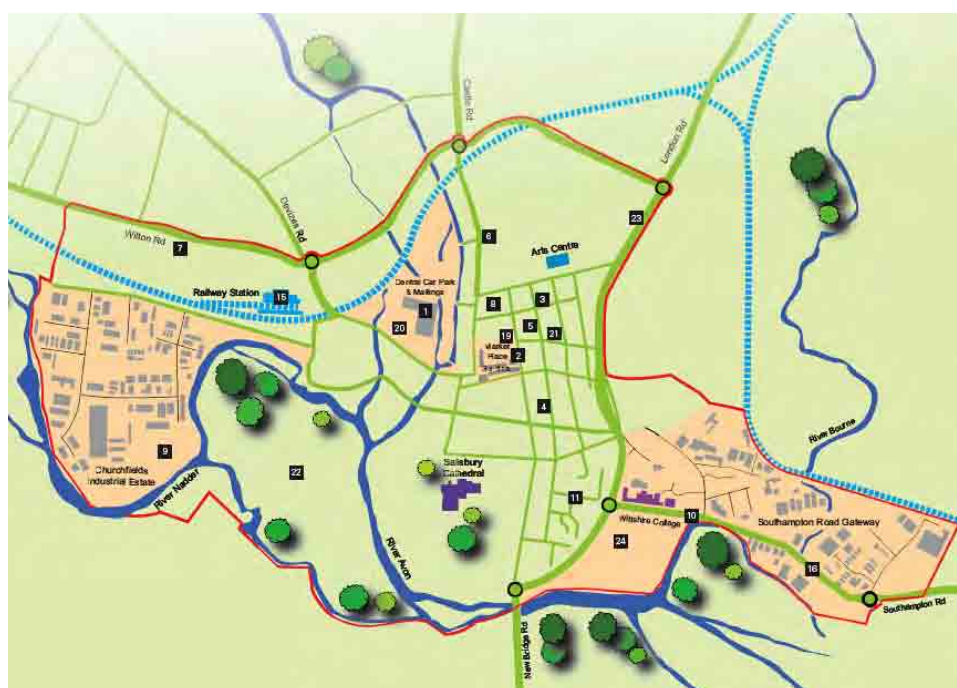 Castle Rd
London Rd
Devizes Rd
Wilton Rd
7
6
23
Arts Centre
Railway Station
15
Central Car Park
& Maltings
1
20
8
3
5
21
19
2
Market
Place
4
9
Churchfields
Industrial Estate
River Nadder
22
Salisbury
Cathedral
River Avon
11
Wiltshire College
10
24
Southampton Road Gateway
16
River Bourne
Southampton Rd
New Bridge Rd